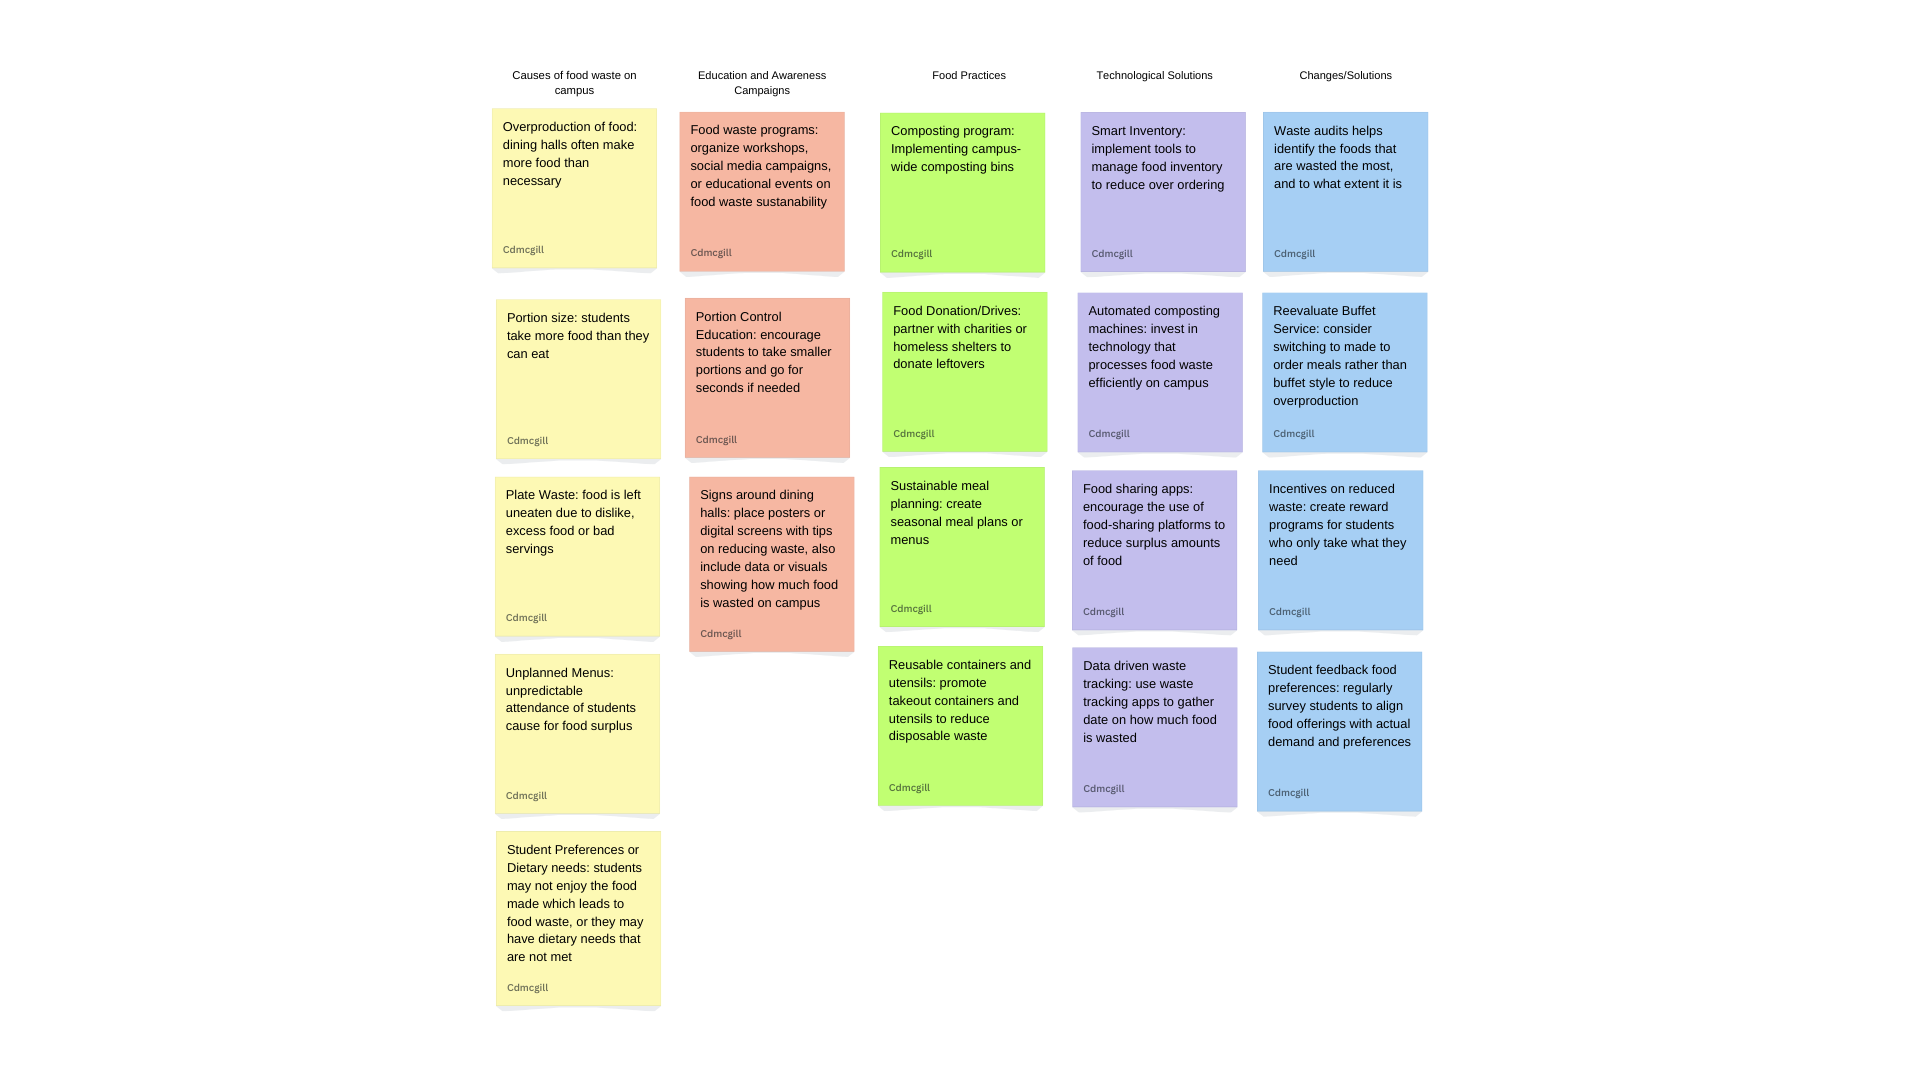 Causes of food waste on
campus
Overproduction of food:
dining halls often make
more food than
necessary
Cdmcgill
Portion size: students
take more food than they
can eat
Cdmcgill
Plate Waste: food is left
uneaten due to dislike,
excess food or bad
servings
Cdmcgill
Unplanned Menus:
unpredictable
attendance of students
cause for food surplus
Cdmcgill
Student Preferences or
Dietary needs: students
may not enjoy the food
made which leads to
food waste, or they may
have dietary needs that
are not met
Cdmcgill
Education and Awareness
Campaigns
Food waste programs:
organize workshops,
social media campaigns,
or educational events on
food waste sustanability
Cdmcgill
Portion Control
Education: encourage
students to take smaller
portions and go for
seconds if needed
Cdmcgill
Signs around dining
halls: place posters or
digital screens with tips
on reducing waste, also
include data or visuals
showing how much food
is wasted on campus
Cdmcgill
Food Practices
Composting program:
Implementing campus-
wide composting bins
Cdmcgill
Food Donation/Drives:
partner with charities or
homeless shelters to
donate leftovers
Cdmcgill
Sustainable meal
planning: create
seasonal meal plans or
menus
Cdmcgill
Reusable containers and
utensils: promote
takeout containers and
utensils to reduce
disposable waste
Cdmcgill
Technological Solutions
Smart Inventory:
implement tools to
manage food inventory
to reduce over ordering
Cdmcgill
Automated composting
machines: invest in
technology that
processes food waste
efficiently on campus
Cdmcgill
Food sharing apps:
encourage the use of
food-sharing platforms to
reduce surplus amounts
of food
Cdmcgill
Data driven waste
tracking: use waste
tracking apps to gather
date on how much food
is wasted
Cdmcgill
Changes/Solutions
Waste audits helps
identify the foods that
are wasted the most,
and to what extent it is
Cdmcgill
Reevaluate Buffet
Service: consider
switching to made to
order meals rather than
buffet style to reduce
overproduction
Cdmcgill
Incentives on reduced
waste: create reward
programs for students
who only take what they
need
Cdmcgill
Student feedback food
preferences: regularly
survey students to align
food offerings with actual
demand and preferences
Cdmcgill